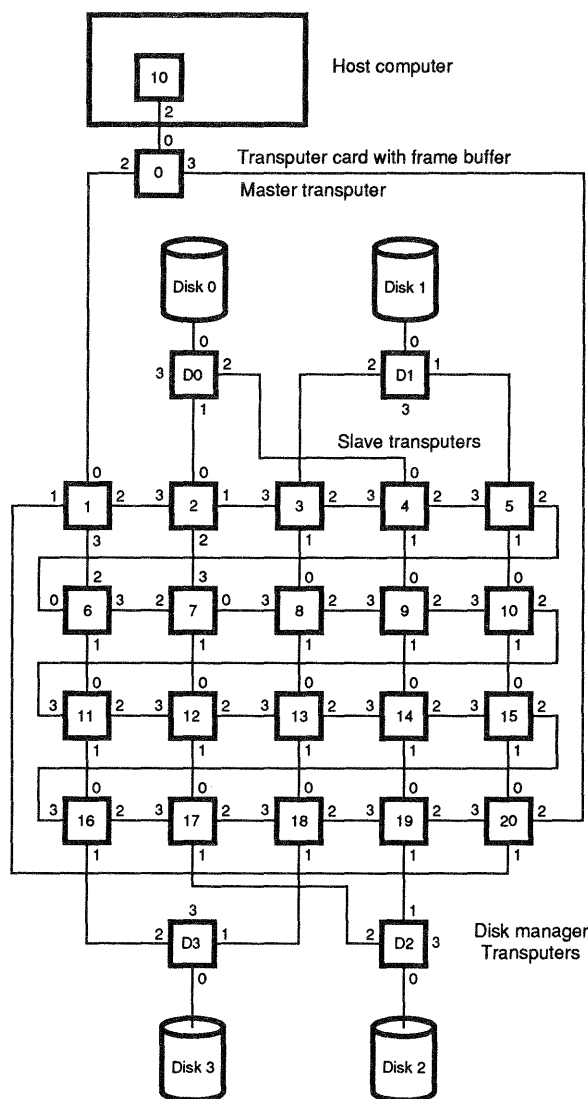 Host computer
10
2
0
2 0 3
Transputer card with frame buffer
Master transputer
Disk 0 Disk 1
0 0
3 D0 2 2 D1 1
1 3
Slave transputers
0 0 0
1 1 2 3 2 1 3 3 2 3 4 2 3 5 2
3 2 1 1 1
2 3 0 0 0
0 6 3 2 7 0 3 8 2 3 9 2 3 10 2
1 1 1 1 1
0 0 0 0 0
3 11 2 3 12 2 3 13 2 3 14 2 3 15 2
1 1 1 1 1
0 0 0 0 0
3 16 2 3 17 2 3 18 2 3 19 2 3 20 2
1 1 1 1 1
3 1
2 D3 1 2 D2 3
Disk manager
Transputers
0 0
Disk 3 Disk 2